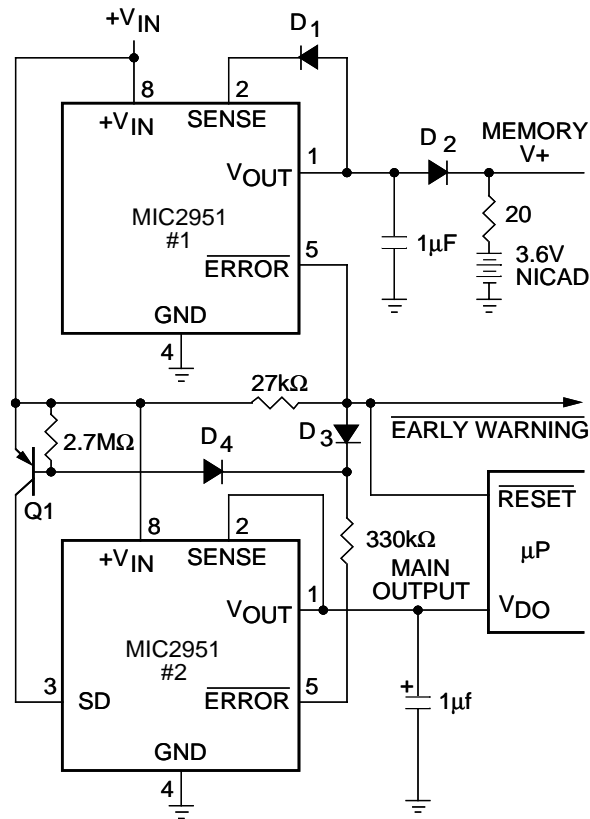 +VIN
D1
8
2
+VIN
SENSE
D2
MEMORY
V+
1
VOUT
MIC2951
#1
20
1µF
3.6V
NICAD
5
ERROR
GND
4
27kΩ
D3
EARLY WARNING
2.7MΩ
D4
Q1
RESET
8
2
330kΩ
µP
+VIN
SENSE
MAIN
OUTPUT
1
VOUT
VDO
MIC2951
#2
3
SD
5
ERROR
+
1µf
GND
4